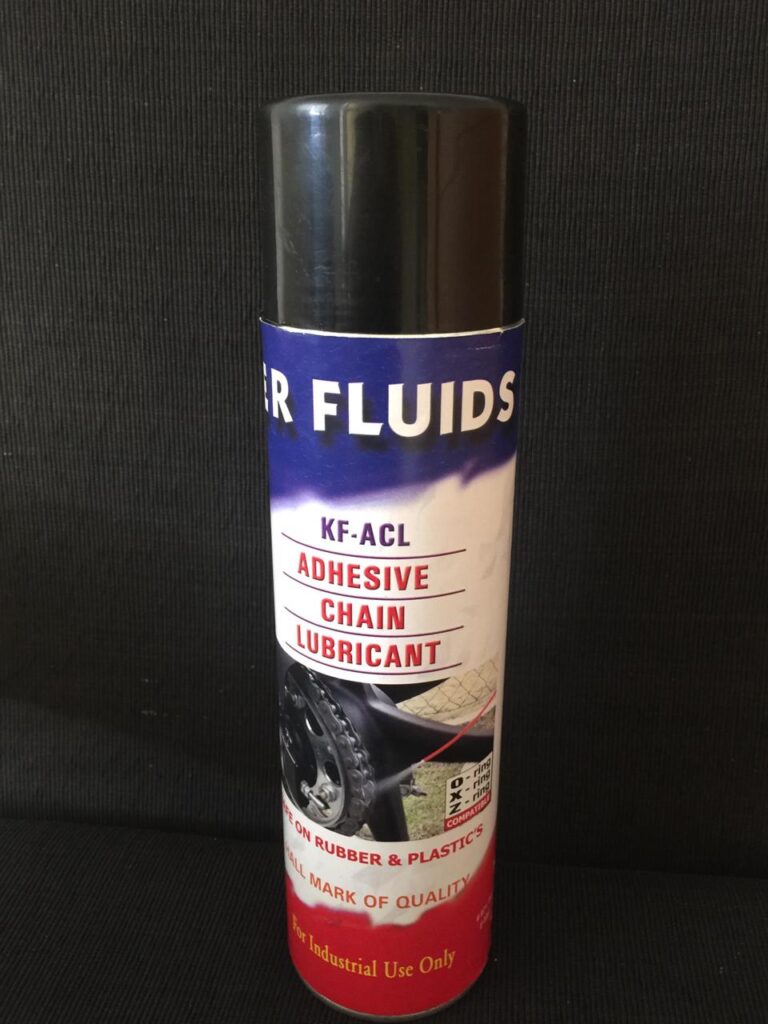 ER FLUIDS
KF-ACL
ADHESIVE
CHAIN
LUBRICANT
O - ring
X - ring
Z - ring
COMPATIBLE
ON RUBBER & PLASTIC'S
MARK OF QUALITY
For Industrial Use Only